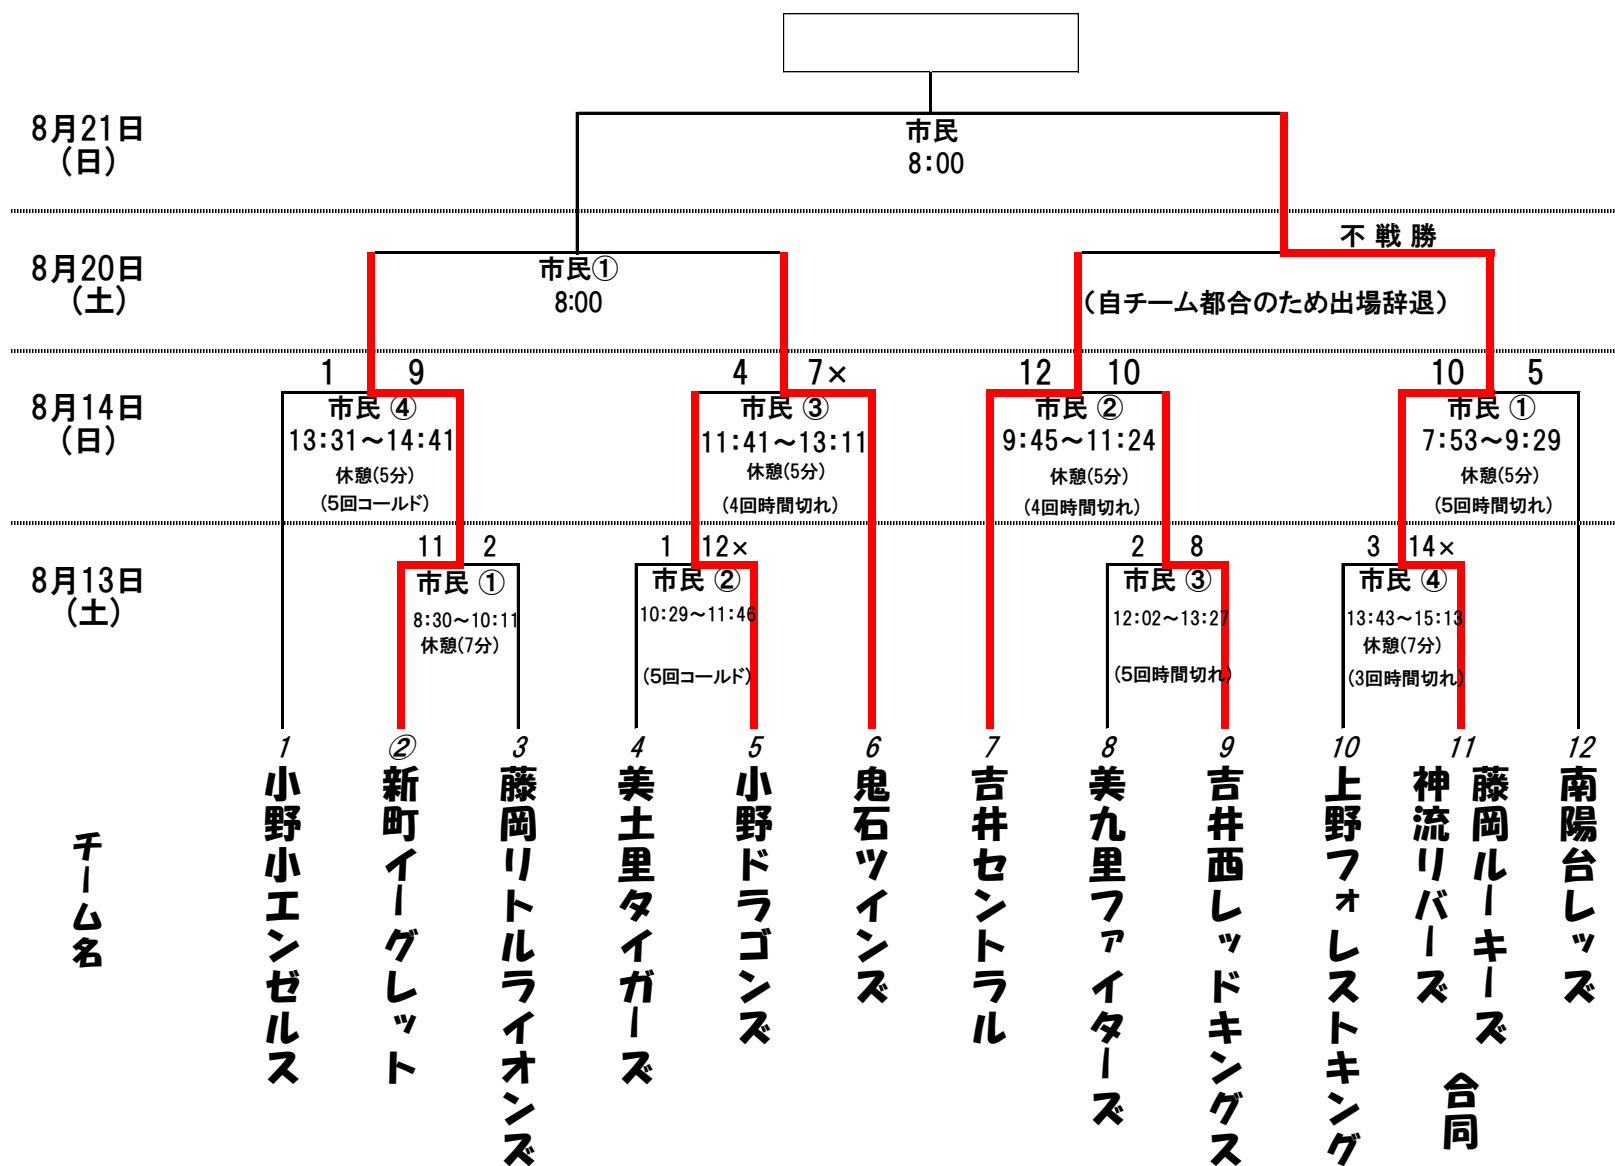 8月21日
（日）
市民
8:00
不戦勝
8月20日
（土）
市民①
8:00
（自チーム都合のため出場辞退）
1 9
4 7×
12 10
10 5
8月14日
（日）
市民 ④
13:31～14:41
休憩(5分)
(5回コールド)
市民 ③
11:41～13:11
休憩(5分)
(4回時間切れ)
市民 ②
9:45～11:24
休憩(5分)
(4回時間切れ)
市民 ①
7:53～9:29
休憩(5分)
(5回時間切れ)
11 2
1 12×
2 8
3 14×
8月13日
（土）
市民 ①
8:30～10:11
休憩(7分)
市民 ②
10:29～11:46
(5回コールド)
市民 ③
12:02～13:27
(5回時間切れ)
市民 ④
13:43～15:13
休憩(7分)
(3回時間切れ)
チーム名
1
小野小エンゼルス
②
新町イーグレット
3
藤岡リトルライオンズ
4
美土里タイガーズ
5
小野ドラゴンズ
6
鬼石ツインズ
7
吉井セントラル
8
美九里ファイターズ
9
吉井西レッドキングス
10
上野フォレストキング
11
藤岡ルーキーズ
神流リバーズ
合同
12
南陽台レッズ